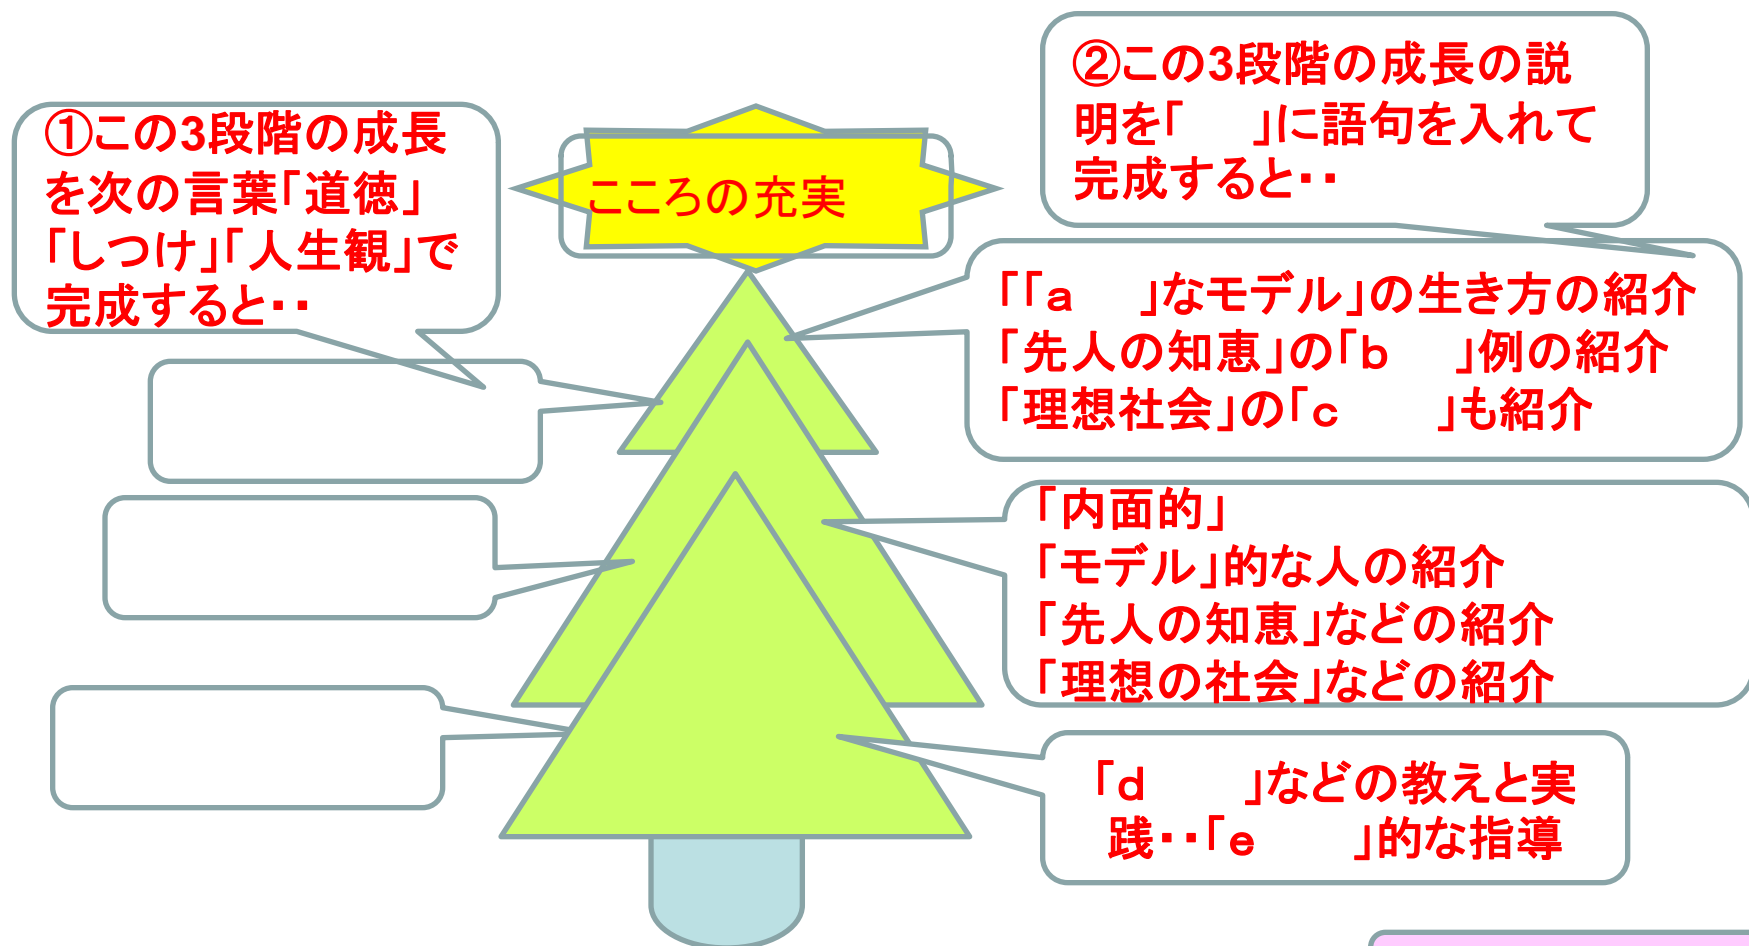 ①この3段階の成長
を次の言葉「道徳」
「しつけ」「人生観」で
完成すると・・
こころの充実
②この3段階の成長の説
明を「　　」に語句を入れて
完成すると・・
「「a　　」なモデル」の生き方の紹介
「先人の知恵」の「b　　」例の紹介
「理想社会」の「c　　　」も紹介
「内面的」
「モデル」的な人の紹介
「先人の知恵」などの紹介
「理想の社会」などの紹介
「d　　　」などの教えと実
践・・「e　　　」的な指導